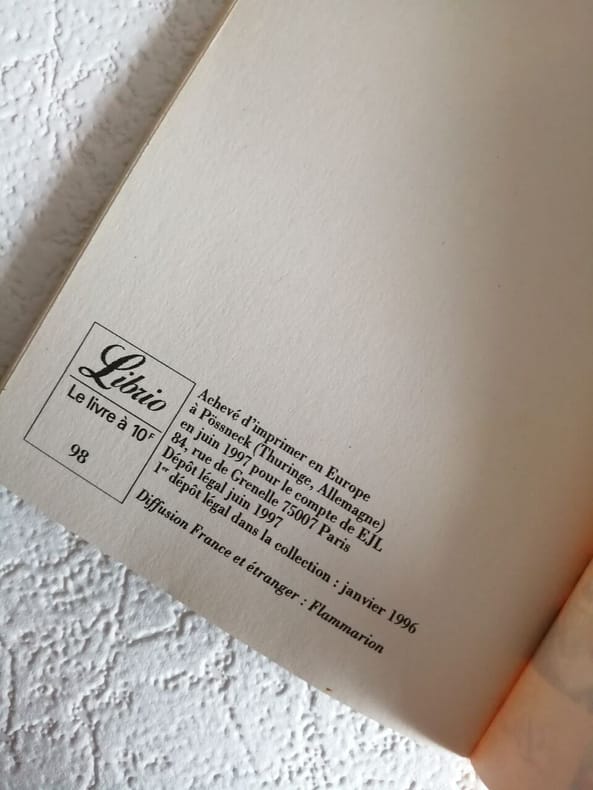 Librio
Le livre à 10F
98
Achevé d'imprimer en Europe
à Pössneck (Thuringe, Allemagne)
en juin 1997 pour le compte de EJL
84, rue de Grenelle 75007 Paris
Dépôt légal juin 1997
1er dépôt légal dans la collection : janvier 1996
Diffusion France et étranger : Flammarion